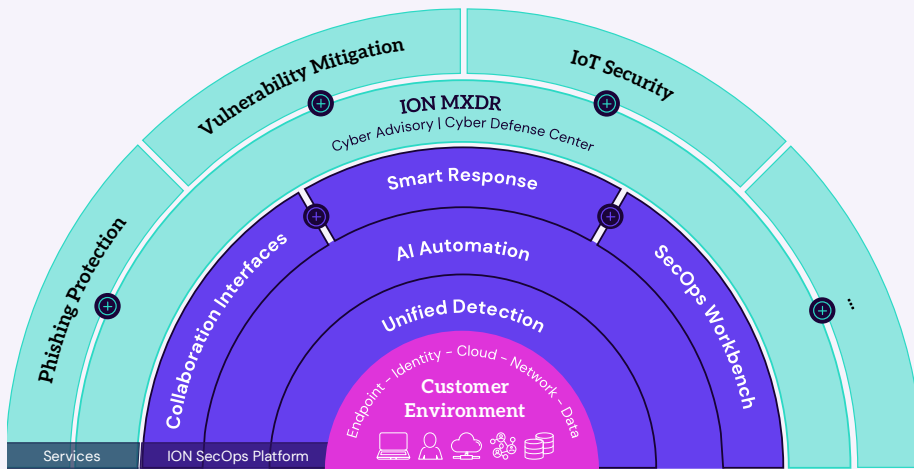 Vulnerability Mitigation
IoT Security
Phishing Protection
...
ION MXDR
Cyber Advisory | Cyber Defense Center
Smart Response
Collaboration Interfaces
SecOps Workbench
AI Automation
Unified Detection
Endpoint - Identity - Cloud - Network - Data
Customer
Environment
Services
ION SecOps Platform